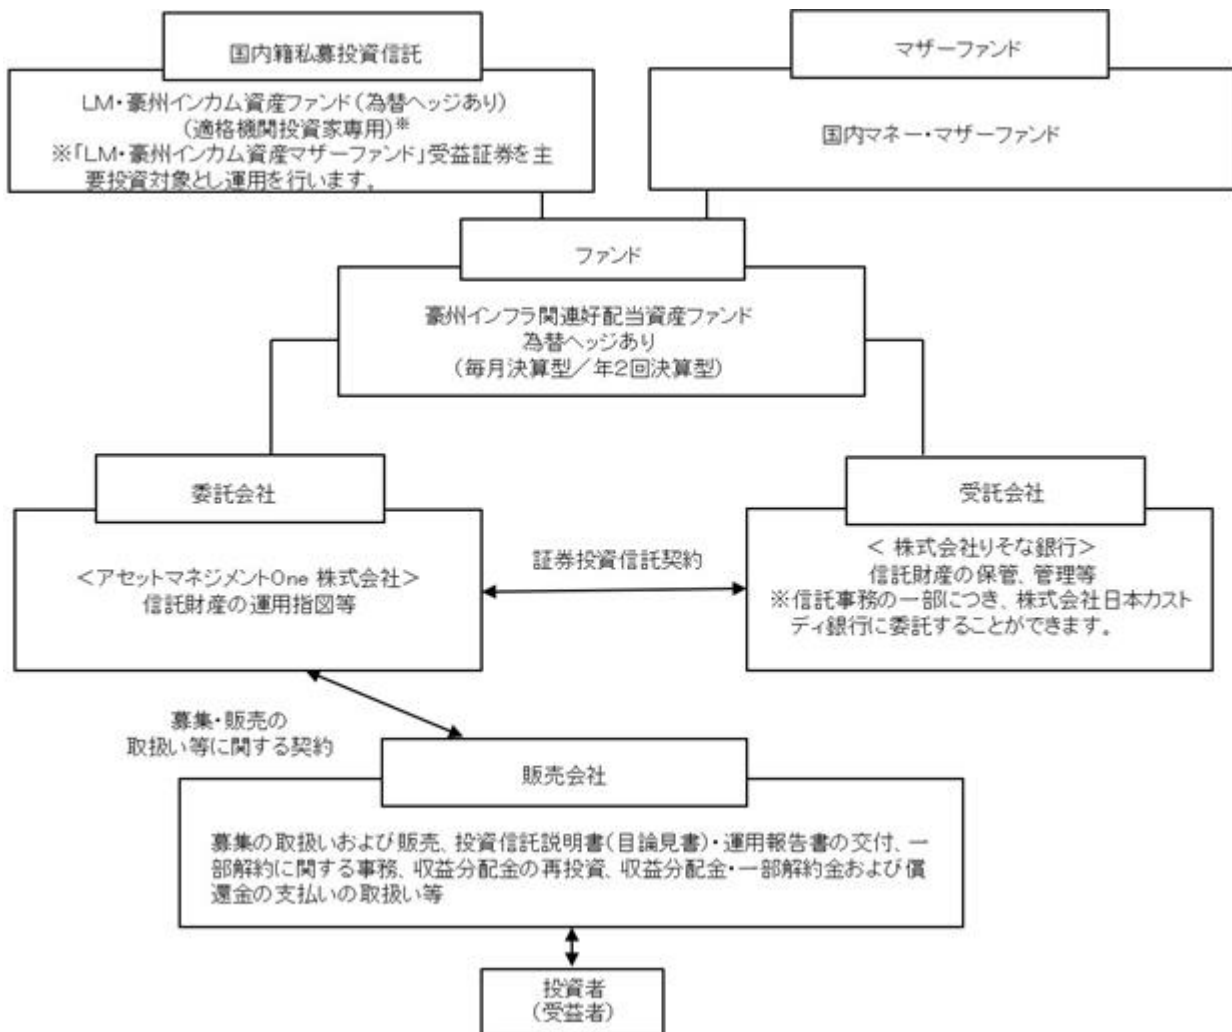 国内籍私募投資信託
LM・豪州インカム資産ファンド(為替ヘッジあり)
(適格機関投資家専用)※
※「LM・豪州インカム資産マザーファンド」受益証券を主
要投資対象とし運用を行います。
マザーファンド
国内マネー・マザーファンド
ファンド
豪州インフラ関連好配当資産ファンド
為替ヘッジあり
(毎月決算型/年2回決算型)
委託会社
<アセットマネジメントOne 株式会社>
信託財産の運用指図等
証券投資信託契約
受託会社
< 株式会社りそな銀行>
信託財産の保管、管理等
※信託事務の一部につき、株式会社日本カスト
ディ銀行に委託することができます。
募集・販売の
取扱い等に関する契約
販売会社
募集の取扱いおよび販売、投資信託説明書(目論見書)・運用報告書の交付、一
部解約に関する事務、収益分配金の再投資、収益分配金・一部解約金および償
還金の支払いの取扱い等
投資者
(受益者)